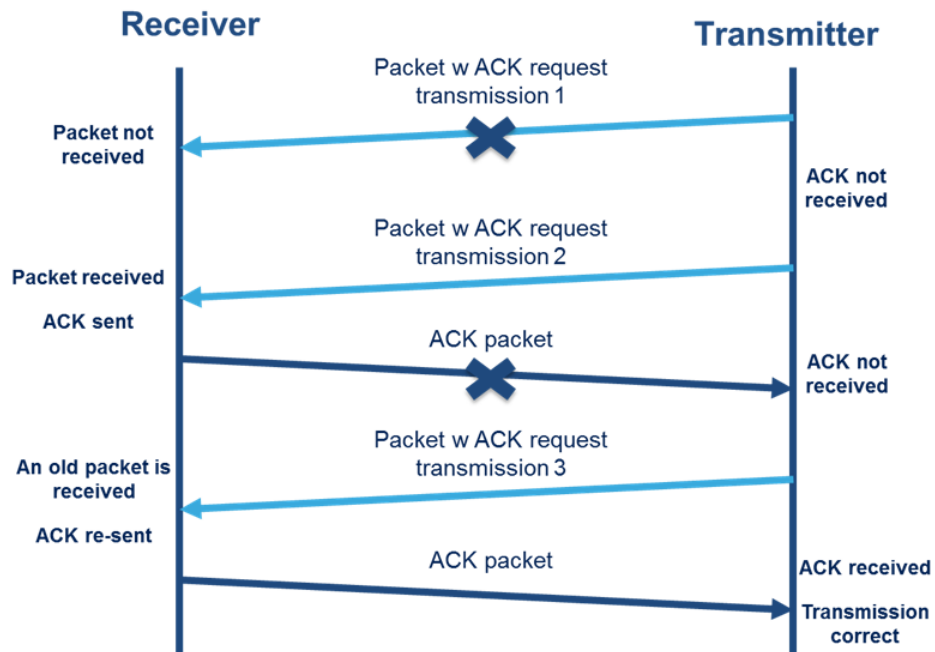 Receiver
Transmitter
Packet w ACK request
transmission 1
Packet not
received
ACK not
received
Packet w ACK request
transmission 2
Packet received
ACK sent
ACK packet
ACK not
received
Packet w ACK request
transmission 3
An old packet is
received
ACK re-sent
ACK packet
ACK received
Transmission
correct